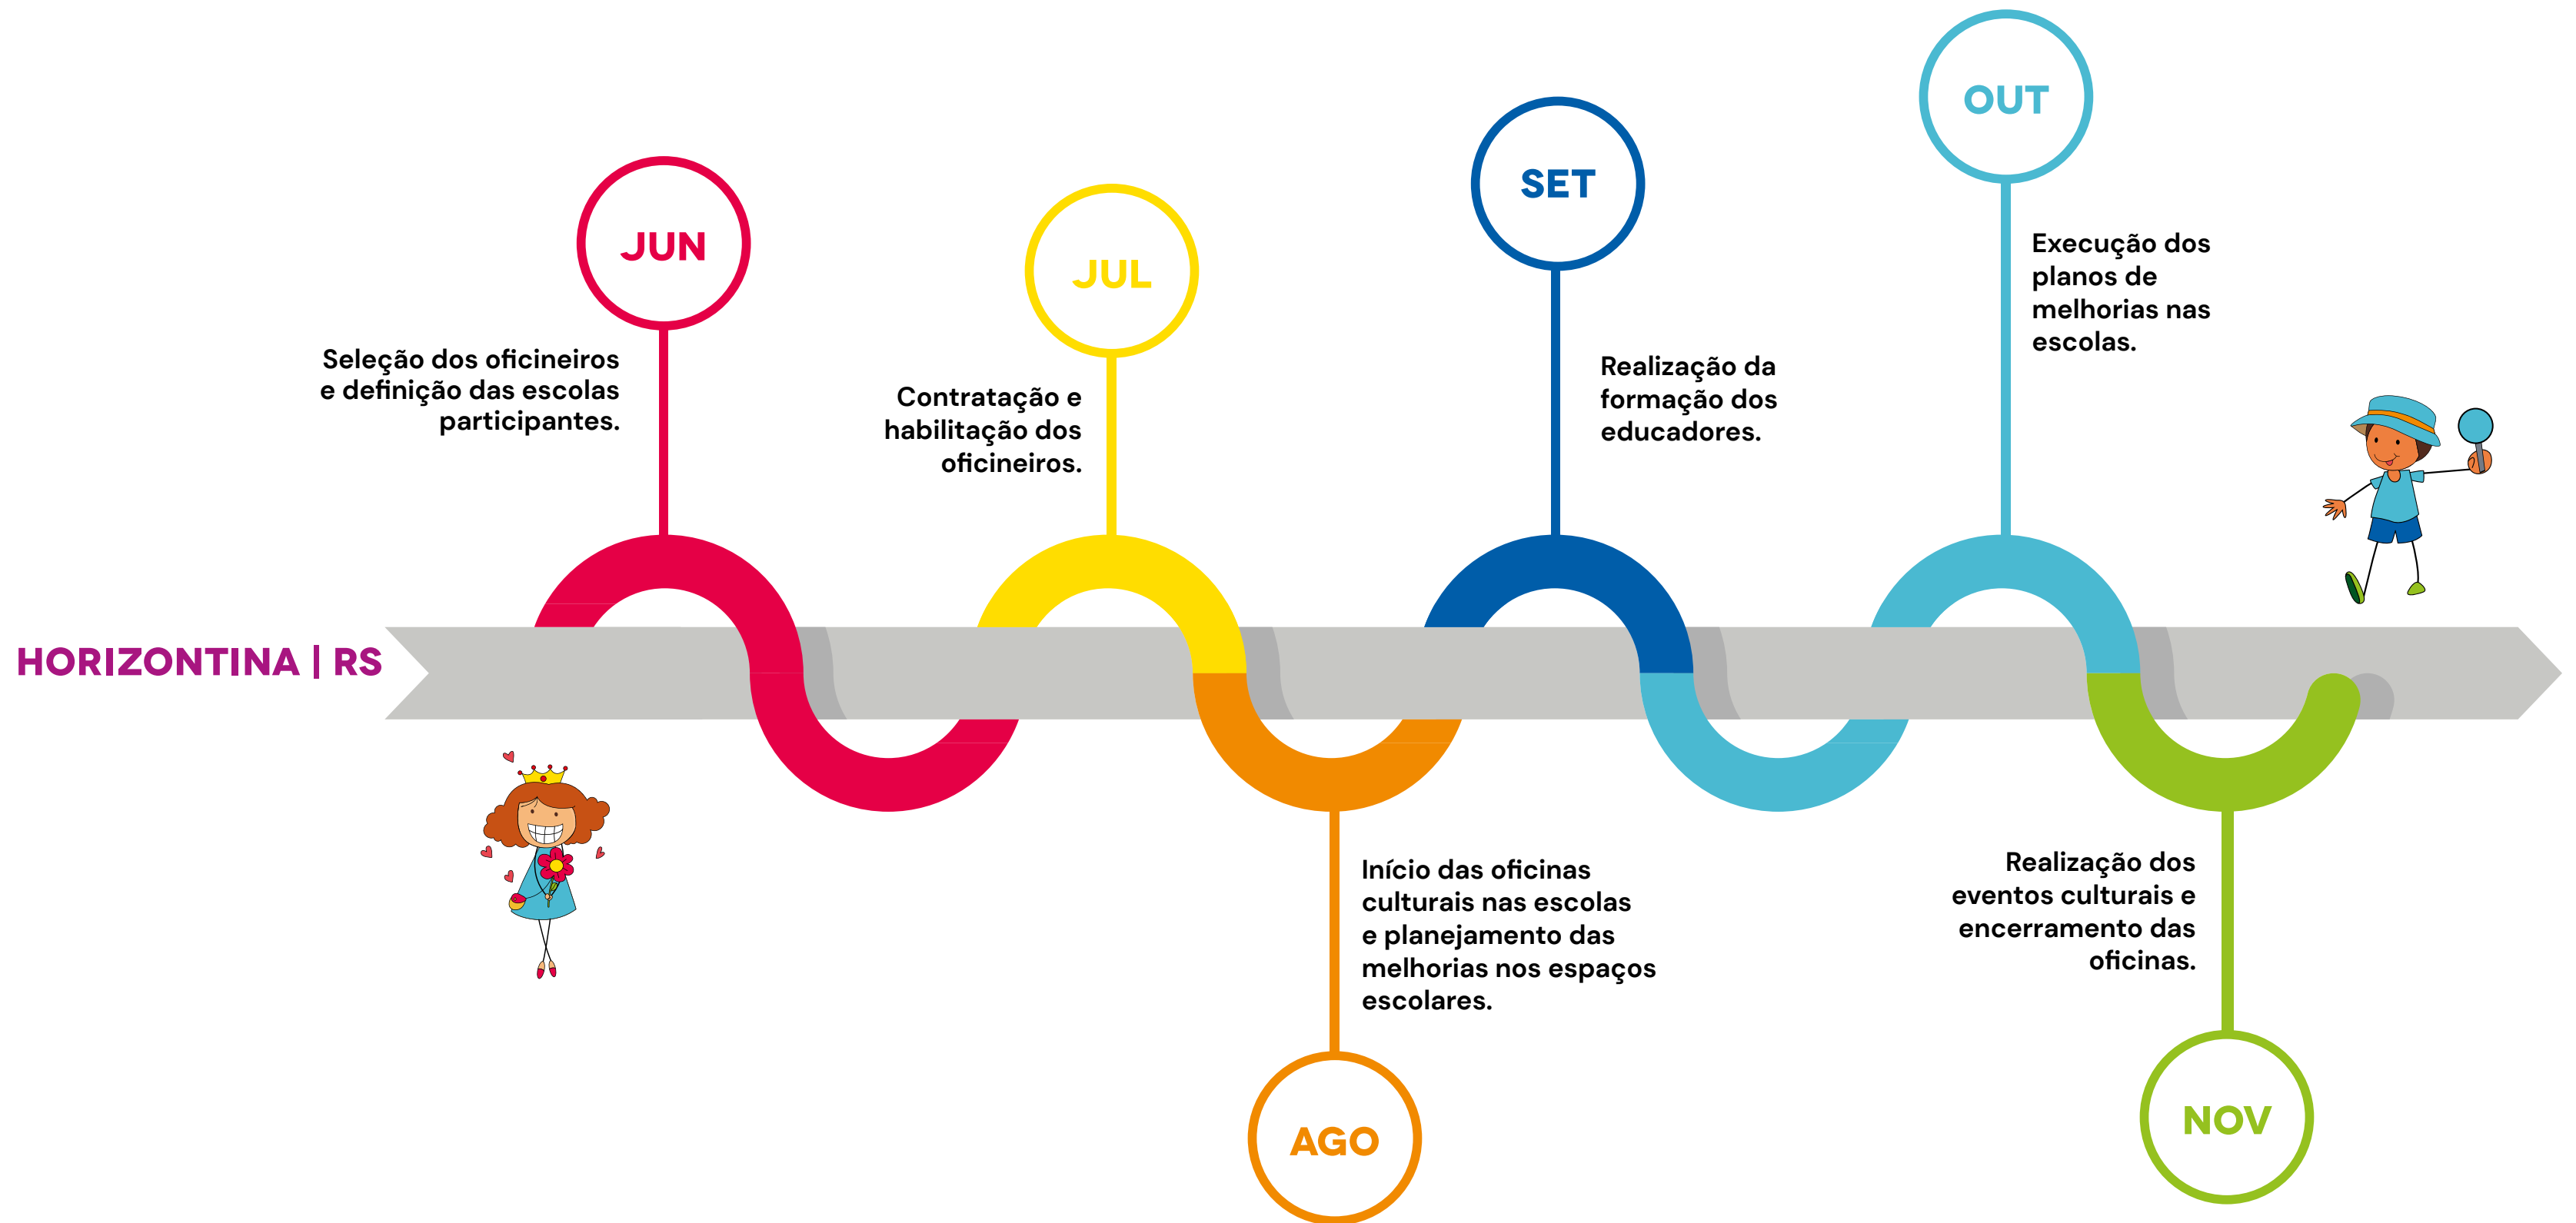 HORIZONTINA | RS
JUN
Seleção dos oficineiros
e definição das escolas
participantes.
JUL
Contratação e
habilitação dos
oficineiros.
AGO
Início das oficinas
culturais nas escolas
e planejamento das
melhorias nos espaços
escolares.
SET
Realização da
formação dos
educadores.
OUT
Execução dos
planos de
melhorias nas
escolas.
NOV
Realização dos
eventos culturais e
encerramento das
oficinas.